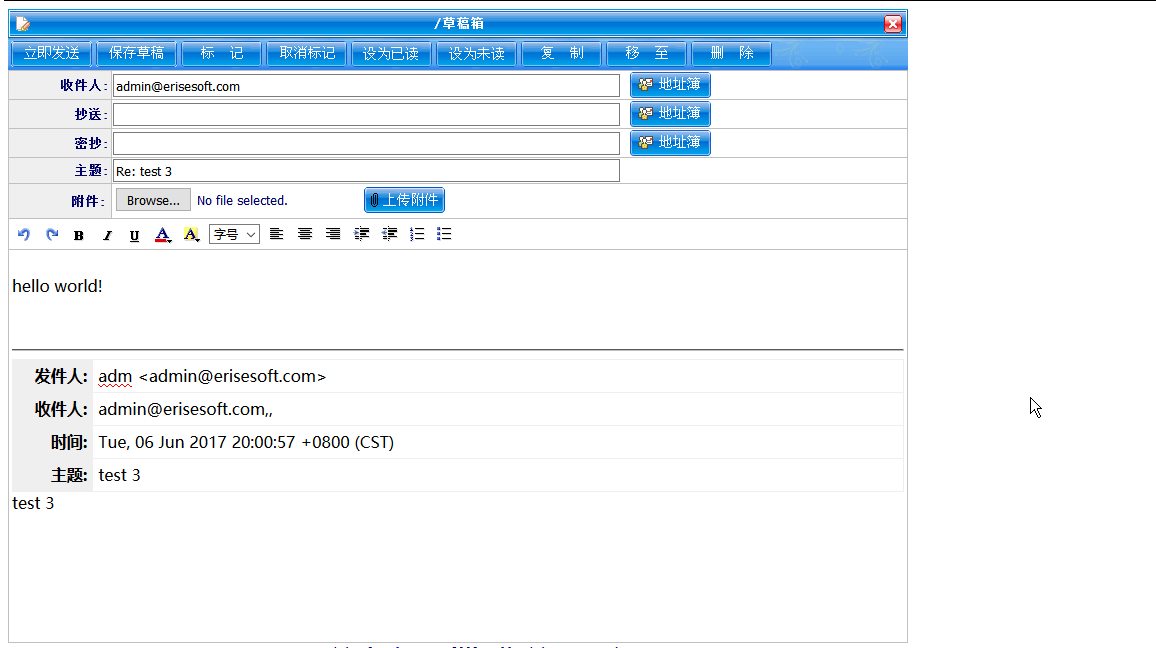 /草稿箱
立即发送 保存草稿 标 记 取消标记 设为已读 设为未读 复 制 移 至 删 除
收件人: admin@erisesoft.com 地址簿
抄送: 地址簿
密抄: 地址簿
主题: Re: test 3
附件: Browse... No file selected. 上传附件
B I U A A 字号
hello world!
发件人: adm <admin@erisesoft.com>
收件人: admin@erisesoft.com,,
时间: Tue, 06 Jun 2017 20:00:57 +0800 (CST)
主题: test 3
test 3